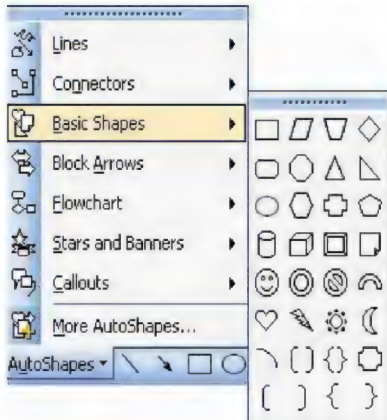 Lines
Connectors
Basic Shapes
Block Arrows
Flowchart
Stars and Banners
Callouts
More AutoShapes...
AutoShapes